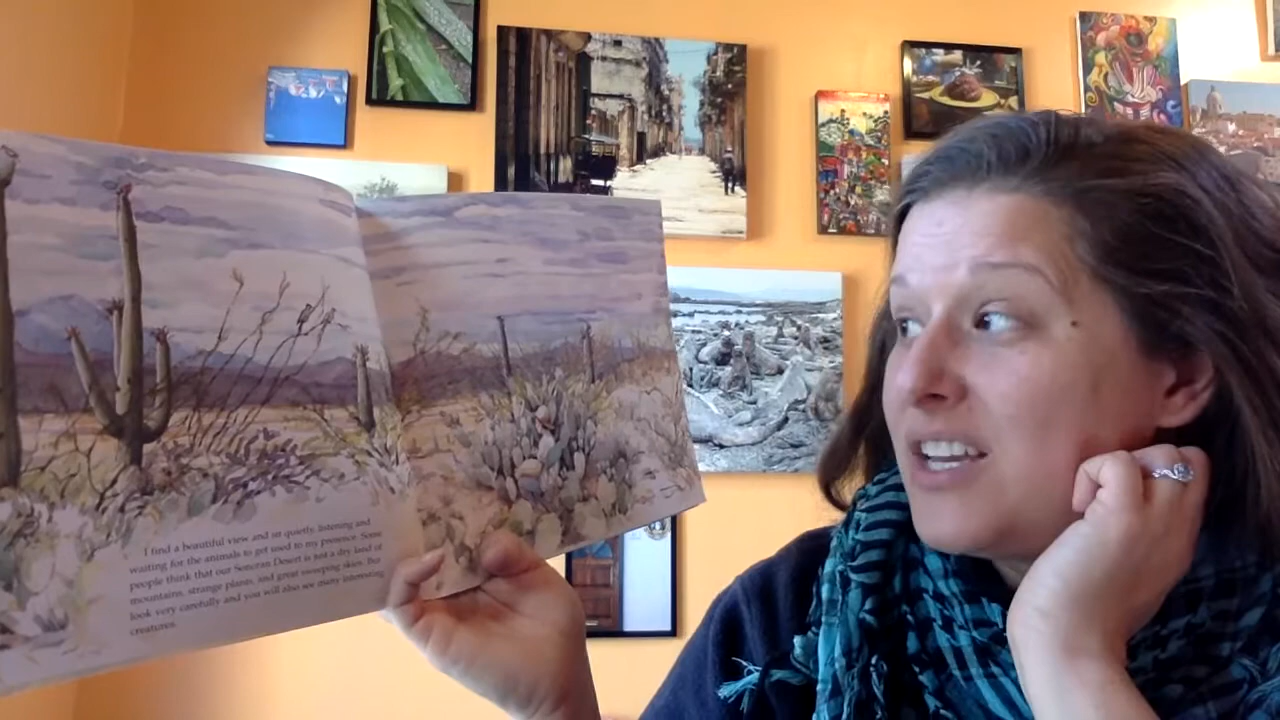 I find a beautiful view and sit quietly, listening and
waiting for the animals to get used to my presence. Some
people think that our Sonoran Desert is just a dry land of
mountains, strange plants, and great sweeping skies. But
look very carefully and you will also see many interesting
creatures.